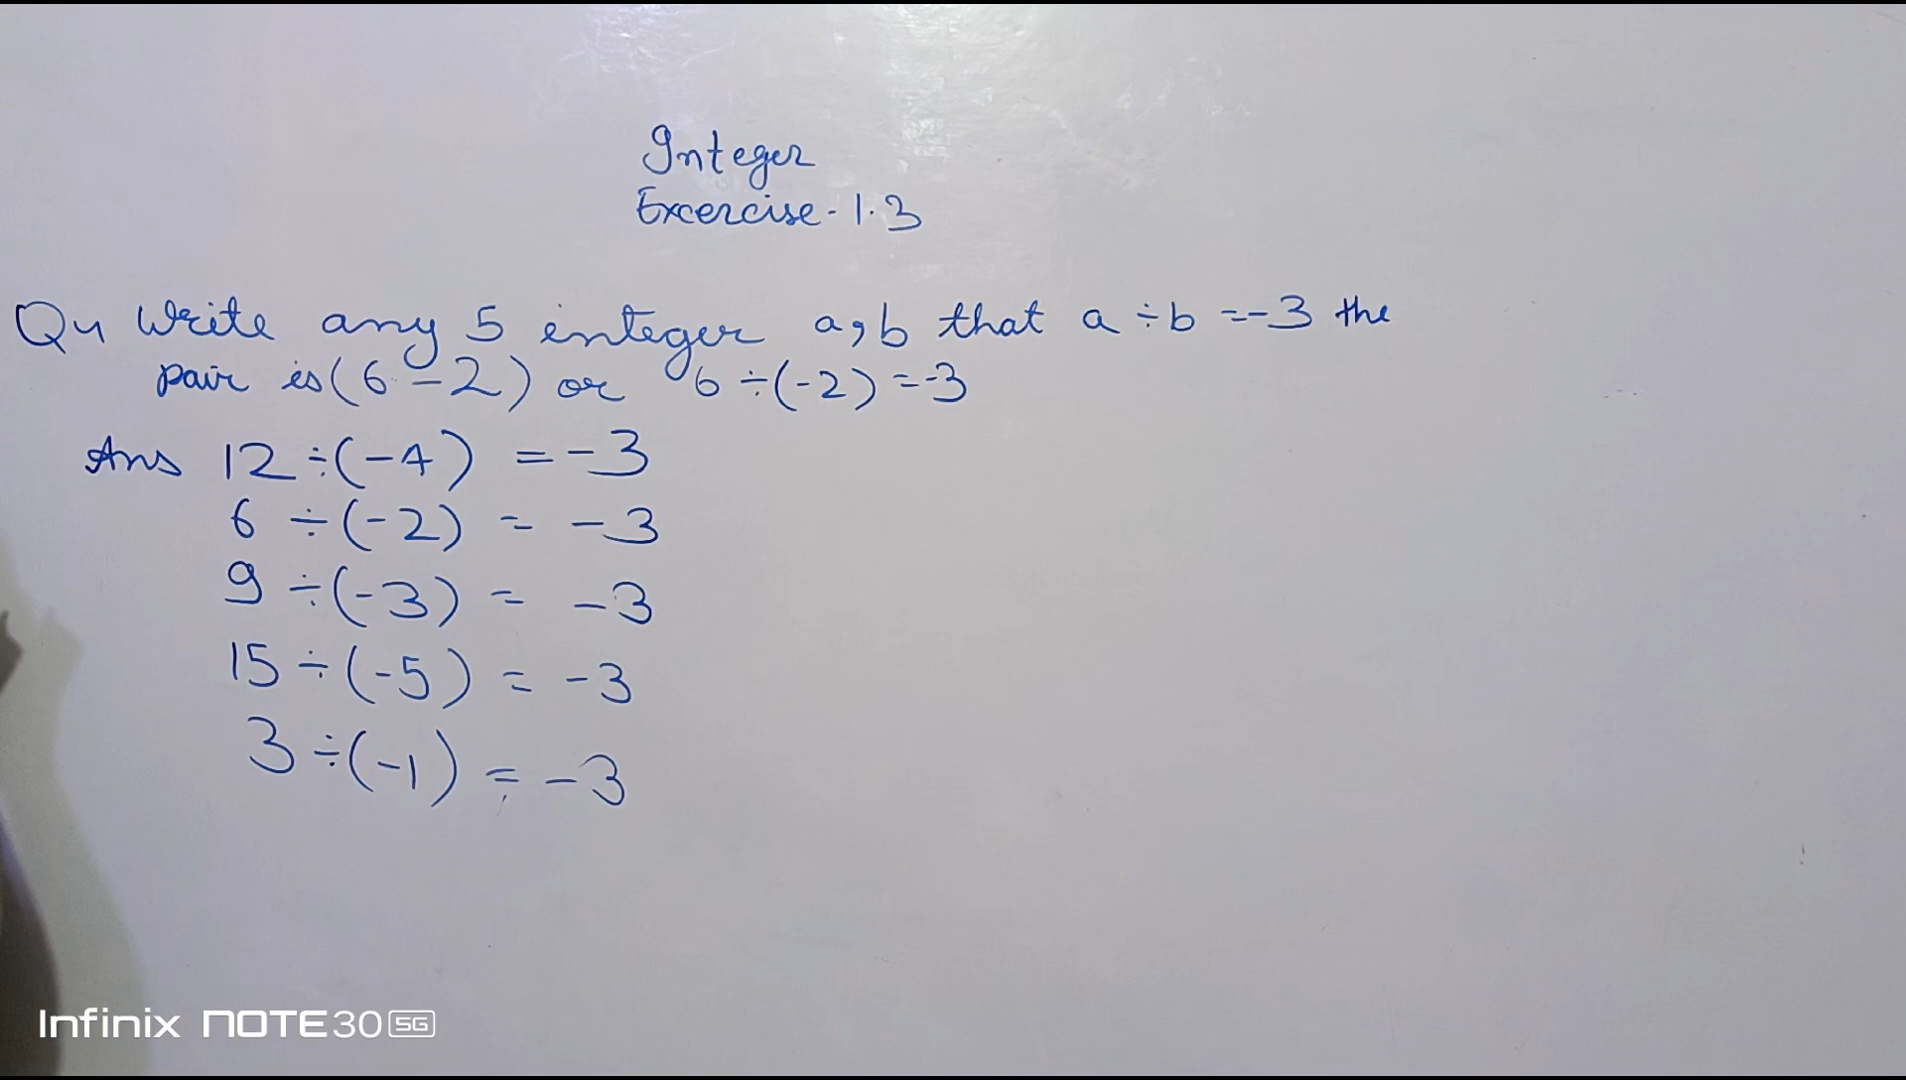 Integer
Excercise-1.3
Q4 Write any 5 integer a,b that a ÷ b = -3 the
pair is (6 -2) or 6 ÷ (-2) = -3
Ans 12 ÷ (-4) = -3
6 ÷ (-2) = -3
9 ÷ (-3) = -3
15 ÷ (-5) = -3
3 ÷ (-1) = -3
Infinix NOTE 30 5G